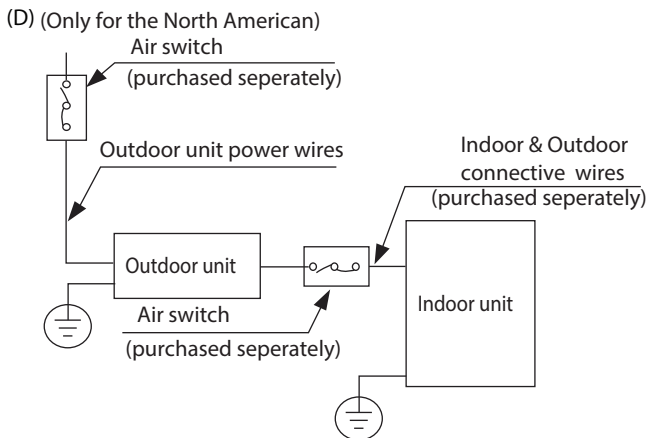 (D) (Only for the North American)
Air switch
(purchased seperately)
Outdoor unit power wires
Indoor & Outdoor
connective wires
(purchased seperately)
Outdoor unit
Indoor unit
Air switch
(purchased seperately)